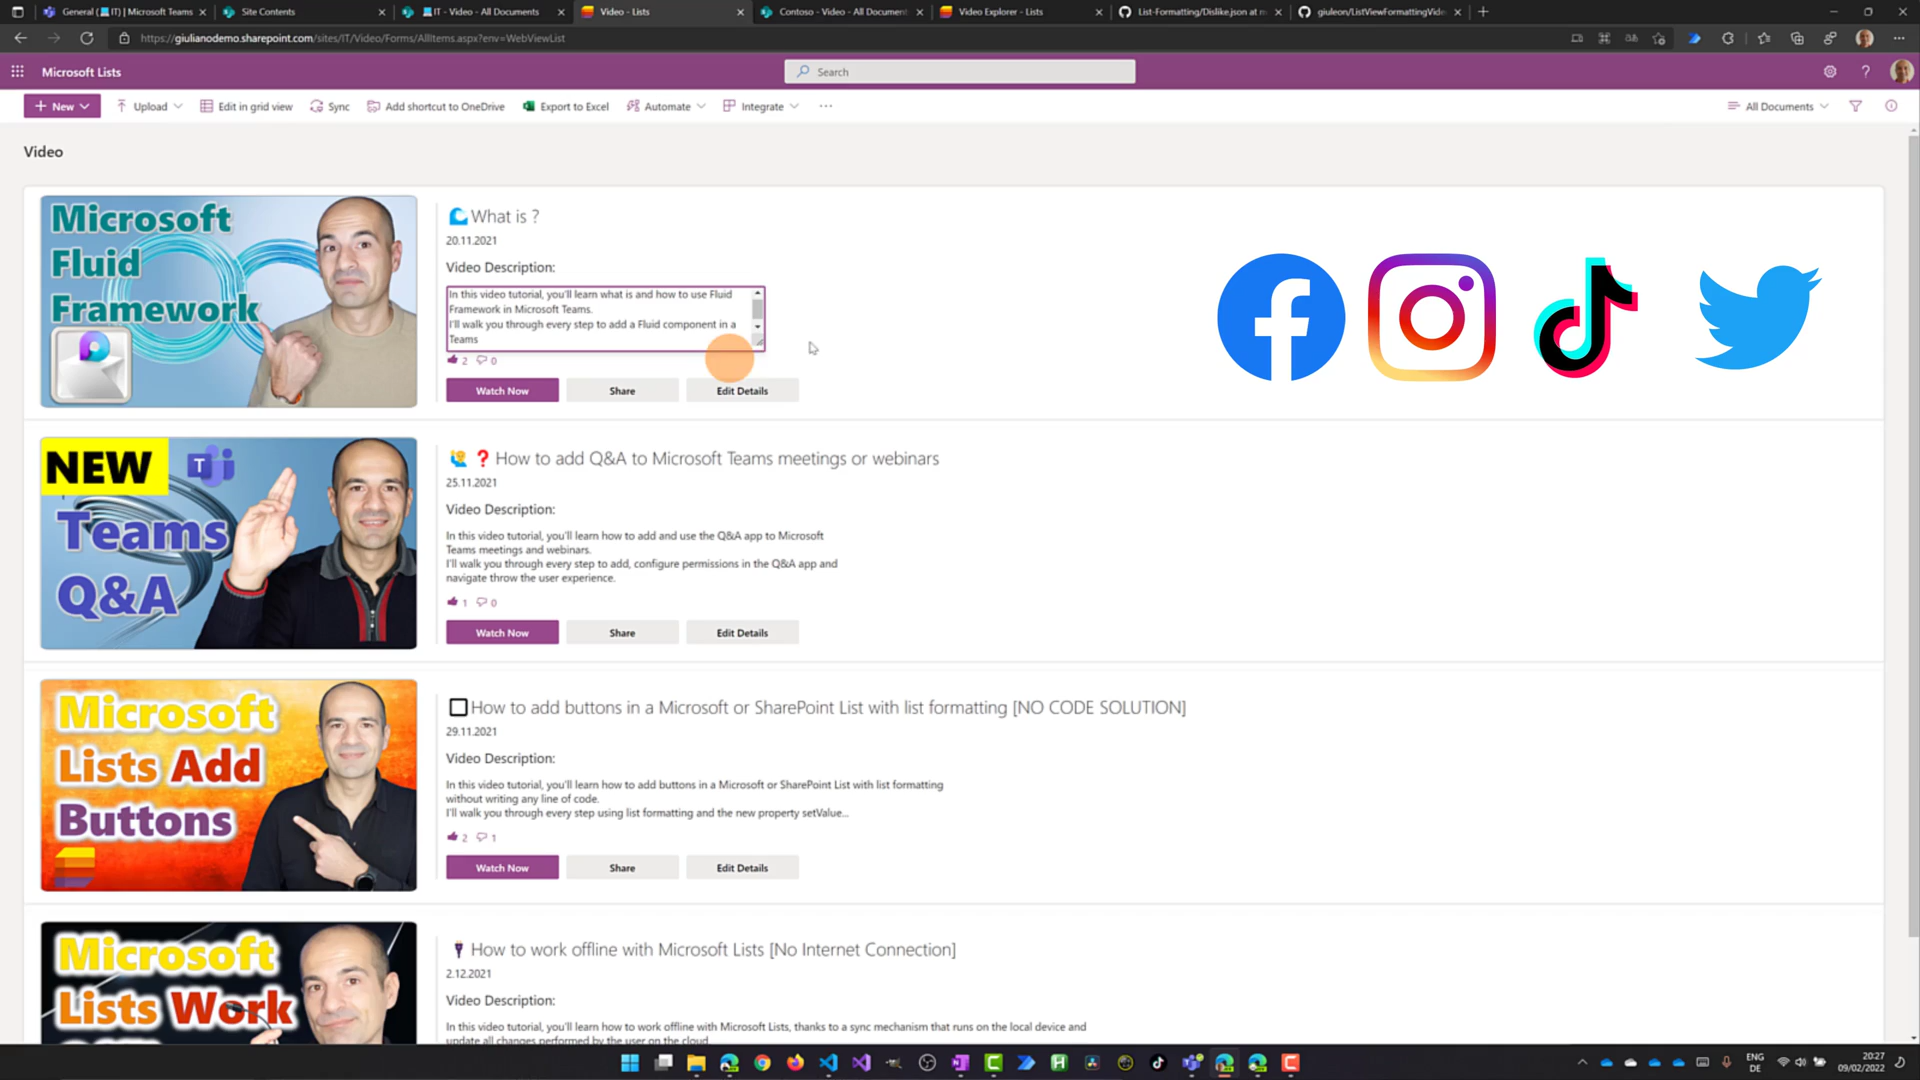 General (💻IT) | Microsoft Teams
Site Contents
💻IT - Video - All Documents
Video - Lists
Contoso - Video - All Document
Video Explorer - Lists
List-Formatting/Dislike.json at m
giuleon/ListViewFormattingVide
https://giulianodemo.sharepoint.com/sites/IT/Video/Forms/AllItems.aspx?env=WebViewList
Microsoft Lists
Search
New
Upload
Edit in grid view
Sync
Add shortcut to OneDrive
Export to Excel
Automate
Integrate
All Documents
Video
Microsoft
Fluid
Framework
🌊What is ?
20.11.2021
Video Description:
In this video tutorial, you'll learn what is and how to use Fluid
Framework in Microsoft Teams.
I'll walk you through every step to add a Fluid component in a
Teams
2 0
Watch Now
Share
Edit Details
NEW
Teams
Q&A
🙋❓ How to add Q&A to Microsoft Teams meetings or webinars
25.11.2021
Video Description:
In this video tutorial, you'll learn how to add and use the Q&A app to Microsoft
Teams meetings and webinars.
I'll walk you through every step to add, configure permissions in the Q&A app and
navigate throw the user experience.
1 0
Watch Now
Share
Edit Details
Microsoft
Lists Add
Buttons
How to add buttons in a Microsoft or SharePoint List with list formatting [NO CODE SOLUTION]
29.11.2021
Video Description:
In this video tutorial, you'll learn how to add buttons in a Microsoft or SharePoint List with list formatting
without writing any line of code.
I'll walk you through every step using list formatting and the new property setValue...
2 1
Watch Now
Share
Edit Details
Microsoft
Lists Work
How to work offline with Microsoft Lists [No Internet Connection]
2.12.2021
Video Description:
In this video tutorial, you'll learn how to work offline with Microsoft Lists, thanks to a sync mechanism that runs on the local device and
update all changes performed by the user on the cloud.
ENG
DE
20:27
09/02/2022